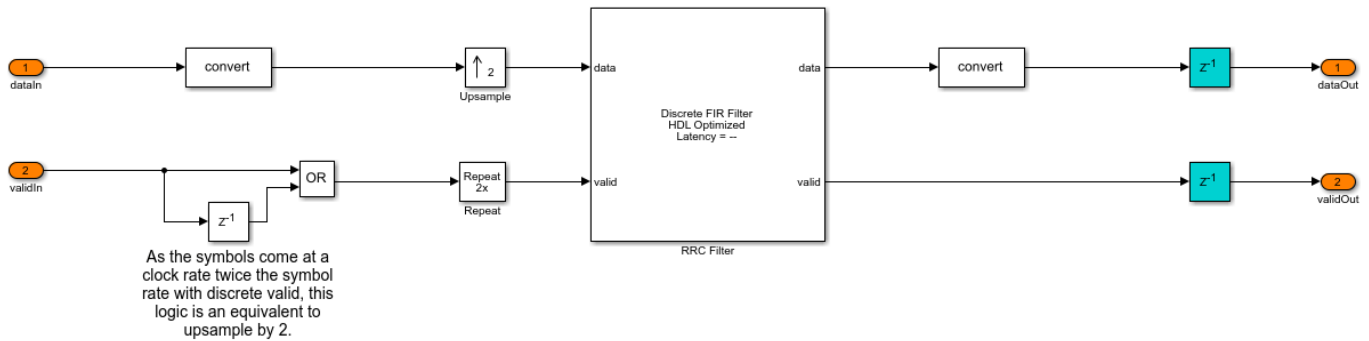 1
dataIn
convert
↑ 2
Upsample
data
data
Discrete FIR Filter
HDL Optimized
Latency = --
convert
z-1
1
dataOut
2
validIn
OR
z-1
Repeat
2x
Repeat
valid
valid
RRC Filter
z-1
2
validOut
As the symbols come at a
clock rate twice the symbol
rate with discrete valid, this
logic is an equivalent to
upsample by 2.